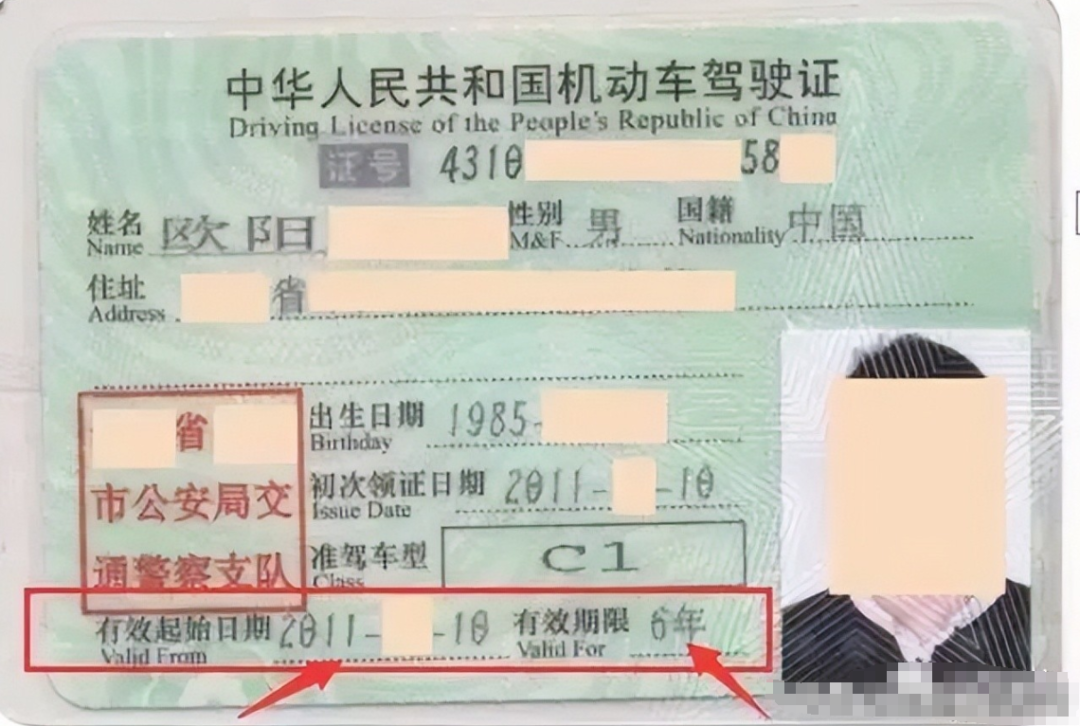 中华人民共和国机动车驾驶证
Driving License of the People's Republic of China
证号 4310 58
姓名 欧阳 性别 男 国籍 中国
Name M&F Nationality
住址 省
Address
省
市公安局交
通警察支队
出生日期 1985-
Birthday
初次领证日期 2011- -10
Issue Date
准驾车型 C1
Class
有效起始日期 2011- -10 有效期限 6年
Valid From Valid For